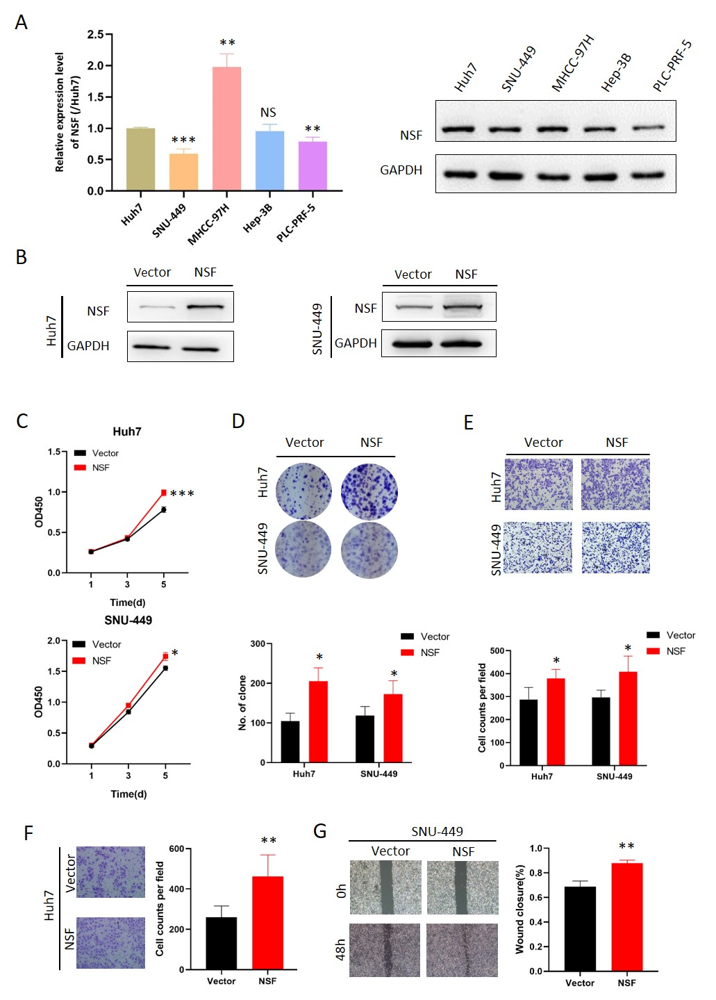 A
Relative expression level
of NSF (/Huh7)
2.5
2.0
1.5
1.0
0.5
0.0
***
**
NS
**
Huh7
SNU-449
MHCC-97H
Hep-3B
PLC-PRF-5
Huh7
SNU-449
MHCC-97H
Hep-3B
PLC-PRF-5
NSF
GAPDH
B
Vector NSF
Huh7
NSF
GAPDH
Vector NSF
SNU-449
NSF
GAPDH
C
Huh7
Vector
NSF
OD450
1.5
1.0
0.5
0.0
***
1 3 5
Time(d)
SNU-449
Vector
NSF
OD450
2.0
1.5
1.0
0.5
0.0
*
1 3 5
Time(d)
D
Vector NSF
Huh7
SNU-449
Vector
NSF
No. of clone
300
200
100
0
*
*
Huh7 SNU-449
E
Vector NSF
Huh7
SNU-449
Vector
NSF
Cell counts per field
500
400
300
200
100
0
*
*
Huh7 SNU-449
F
Huh7
Vector
NSF
Cell counts per field
600
400
200
0
**
Vector NSF
G
SNU-449
Vector NSF
0h
48h
Wound closure(%)
1.0
0.8
0.6
0.4
0.2
0.0
**
Vector NSF